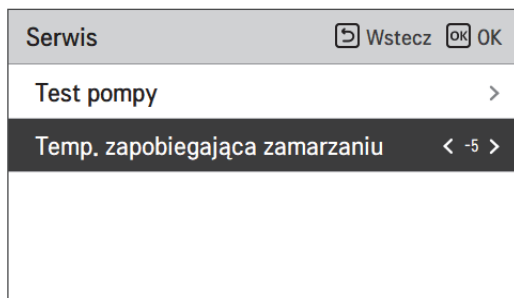 Serwis Wstecz OK OK
Test pompy >
Temp. zapobiegająca zamarzaniu < -5 >